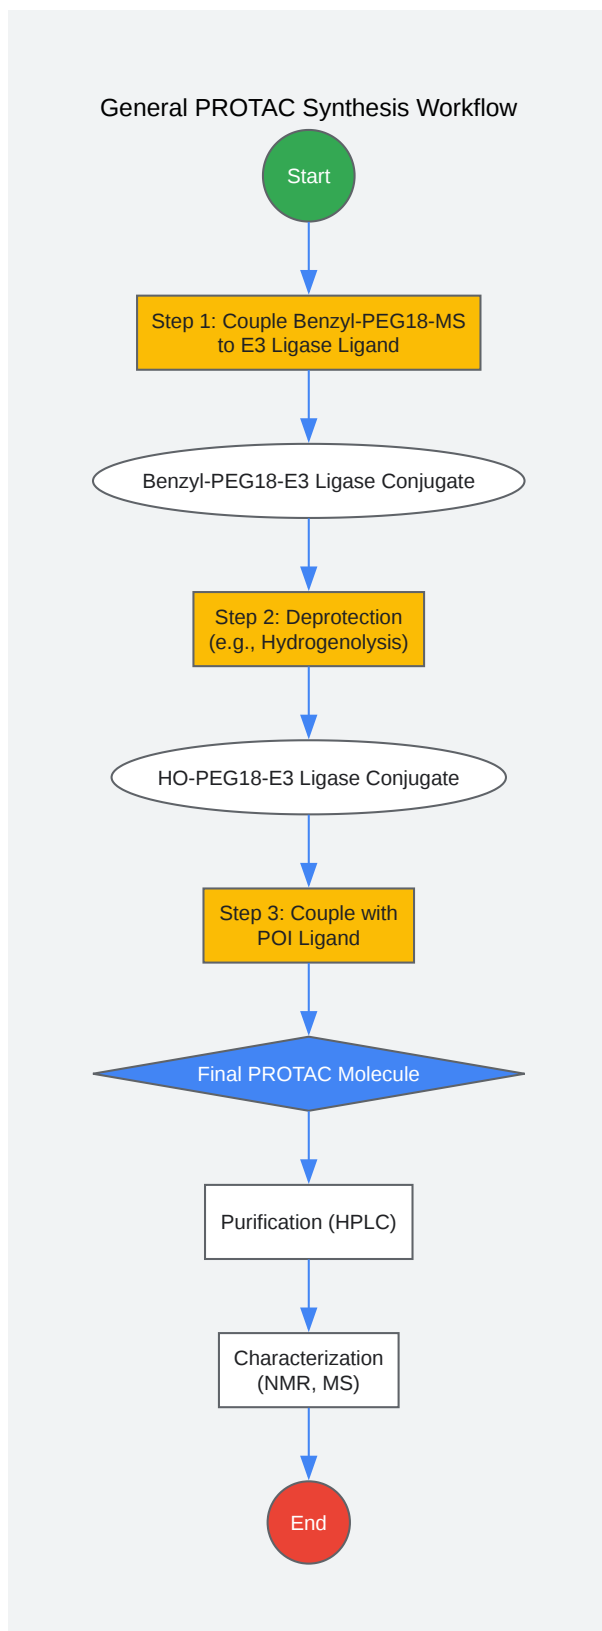 General PROTAC Synthesis Workflow
Start
Step 1: Couple Benzyl-PEG18-MS
to E3 Ligase Ligand
Benzyl-PEG18-E3 Ligase Conjugate
Step 2: Deprotection
(e.g., Hydrogenolysis)
HO-PEG18-E3 Ligase Conjugate
Step 3: Couple with
POI Ligand
Final PROTAC Molecule
Purification (HPLC)
Characterization
(NMR, MS)
End